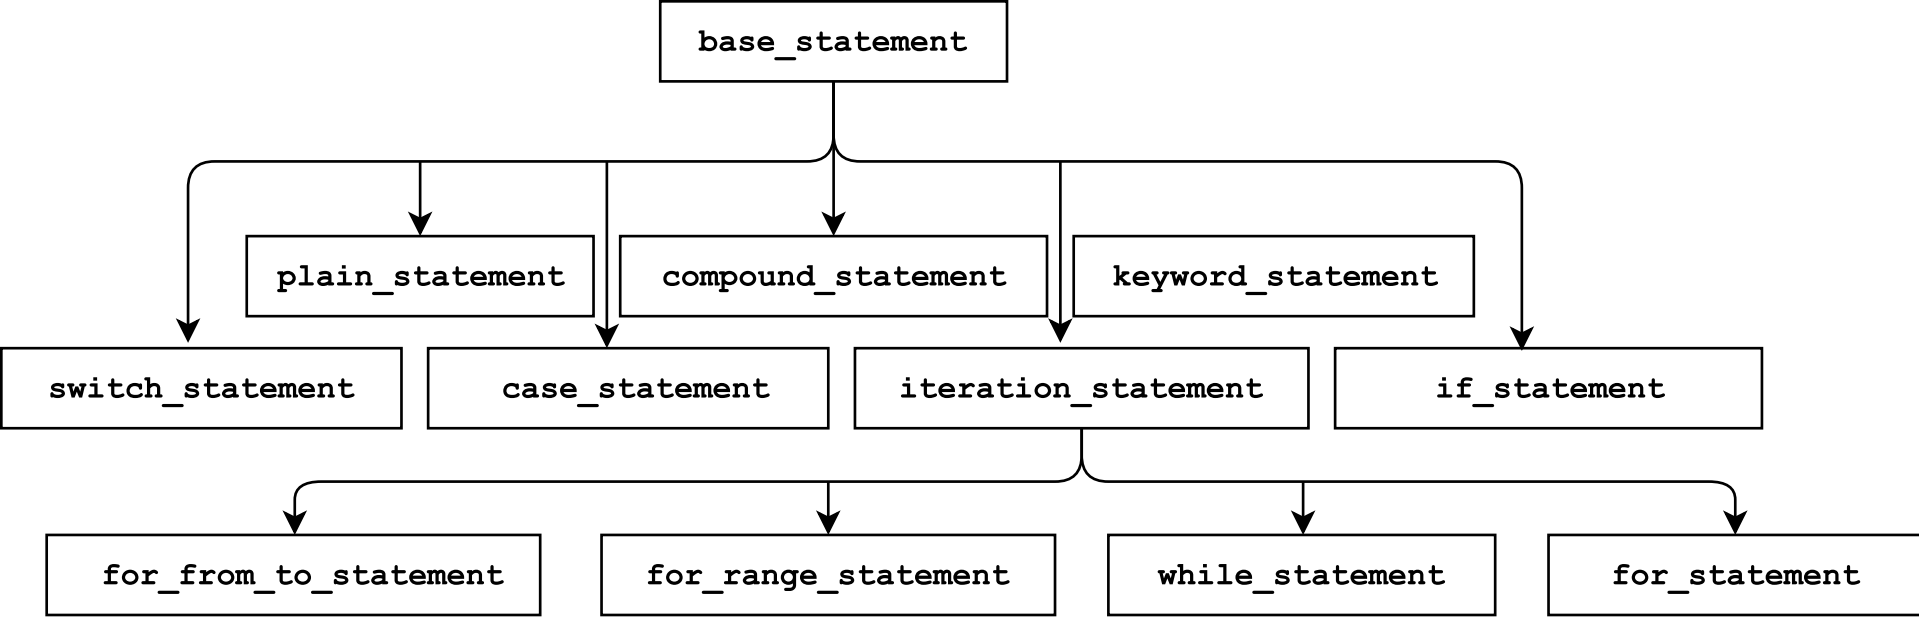 base_statement
plain_statement
compound_statement
keyword_statement
switch_statement
case_statement
iteration_statement
if_statement
for_from_to_statement
for_range_statement
while_statement
for_statement